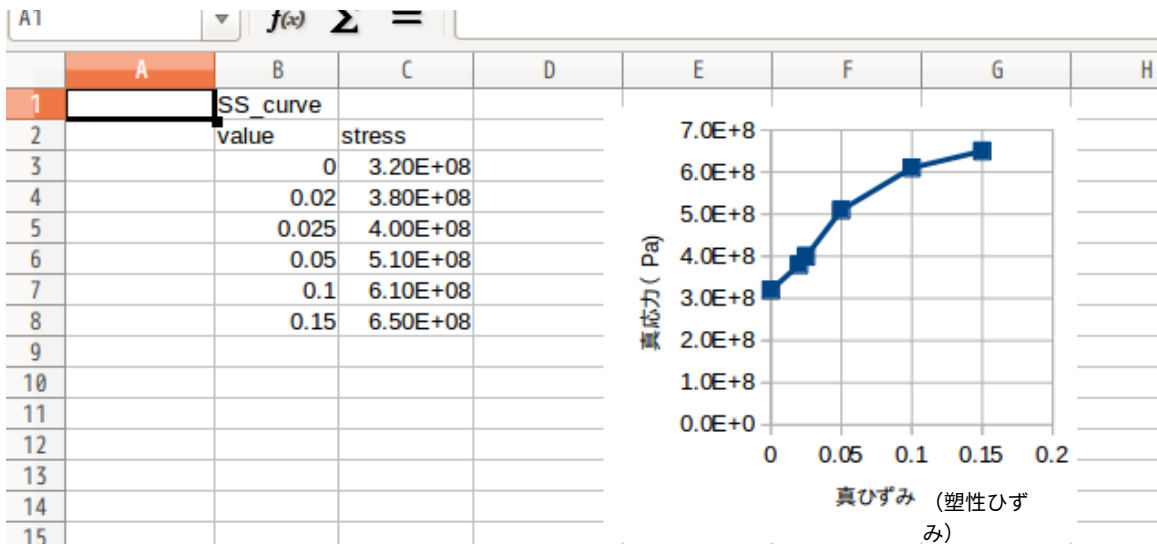 A1 f(x) Σ =
A B C D E F G H
1 SS_curve
2 value stress
3 0 3.20E+08
4 0.02 3.80E+08
5 0.025 4.00E+08
6 0.05 5.10E+08
7 0.1 6.10E+08
8 0.15 6.50E+08
9
10
11
12
13
14
15
7.0E+8
6.0E+8
5.0E+8
4.0E+8
3.0E+8
2.0E+8
1.0E+8
0.0E+0
真応力( Pa)
0 0.05 0.1 0.15 0.2
真ひずみ (塑性ひず
み)